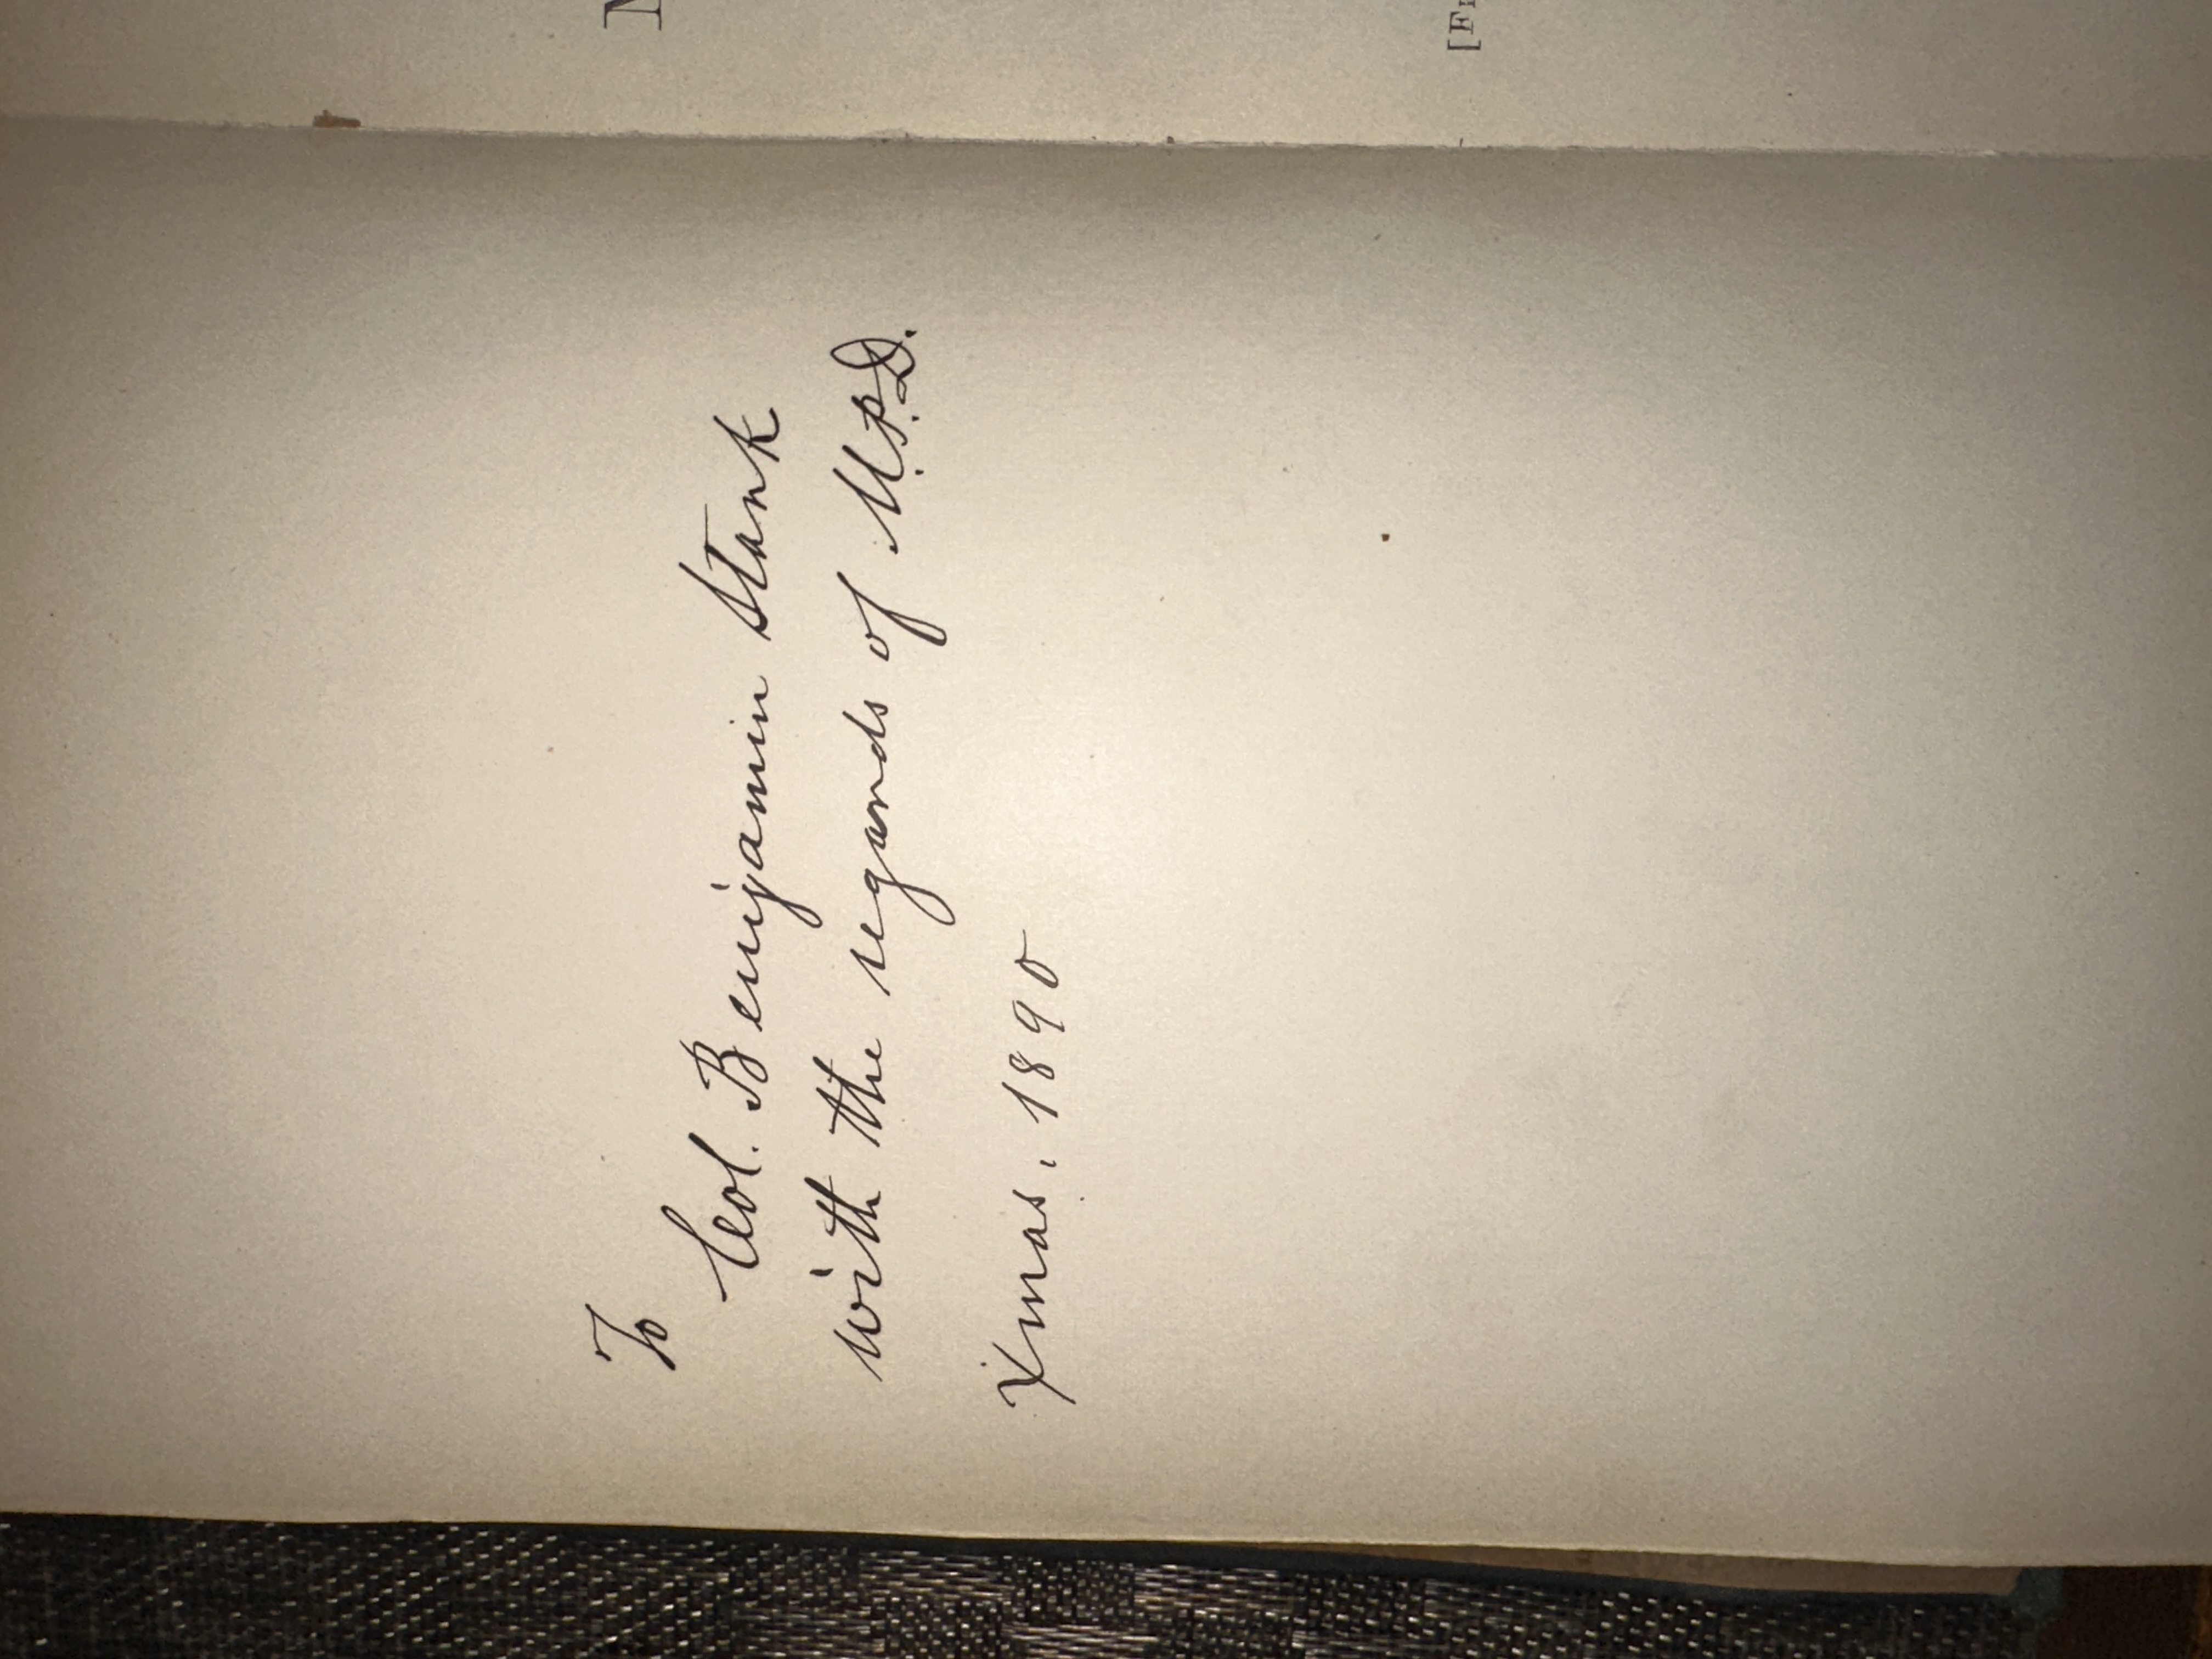 To
Col. Benjamin Stark
with the regards of M.P.D.
Xmas. 1890